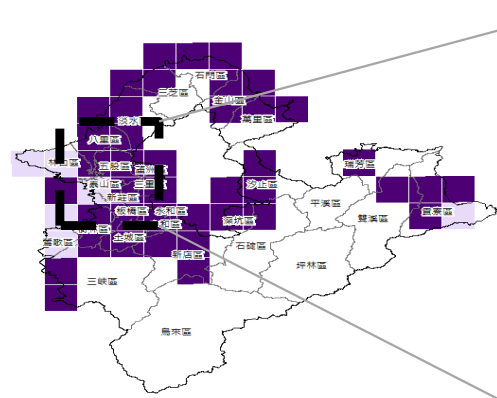 石門區
三芝區
金山區
萬里區
淡水
八里區
林口區
五股區
蘆洲
瑞芳區
泰山區
三重區
汐止區
新莊區
平溪區
板橋區
永和區
貢寮區
深坑區
雙溪區
和區
土城區
鶯歌區
石碇區
新店區
坪林區
三峽區
烏來區